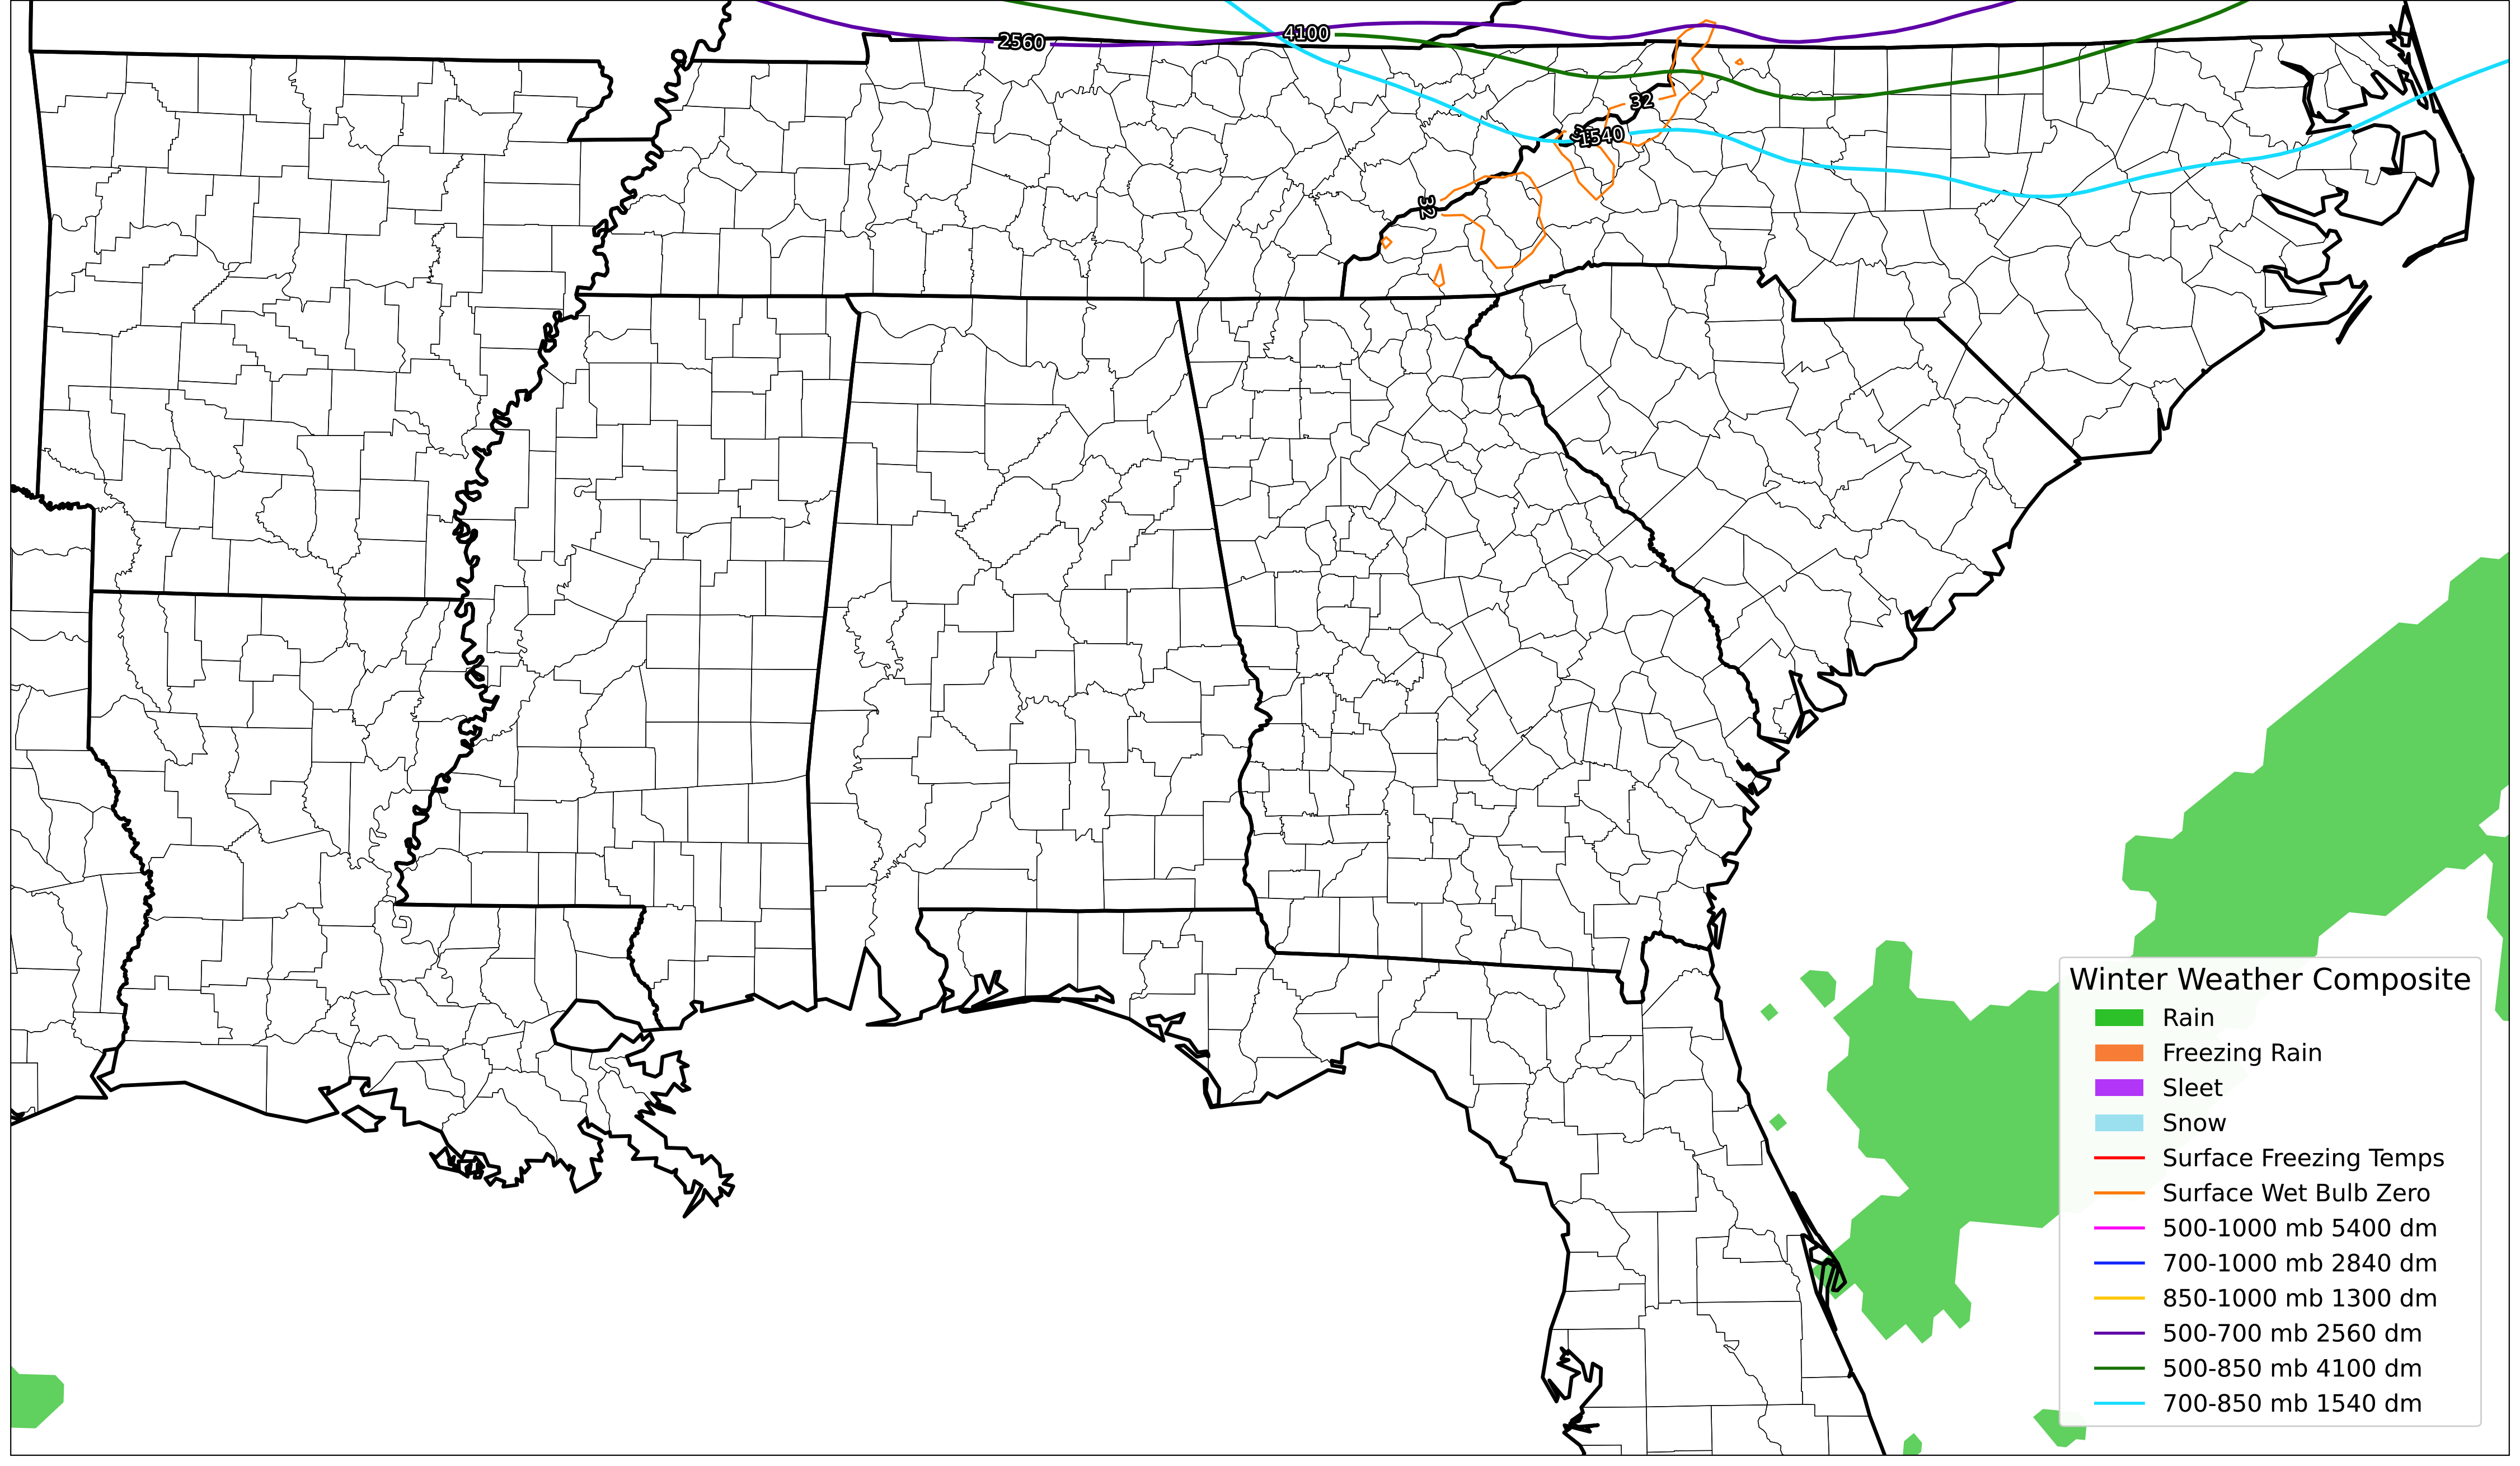 2560
4100
32
1540
32
Winter Weather Composite
Rain
Freezing Rain
Sleet
Snow
Surface Freezing Temps
Surface Wet Bulb Zero
500-1000 mb 5400 dm
700-1000 mb 2840 dm
850-1000 mb 1300 dm
500-700 mb 2560 dm
500-850 mb 4100 dm
700-850 mb 1540 dm